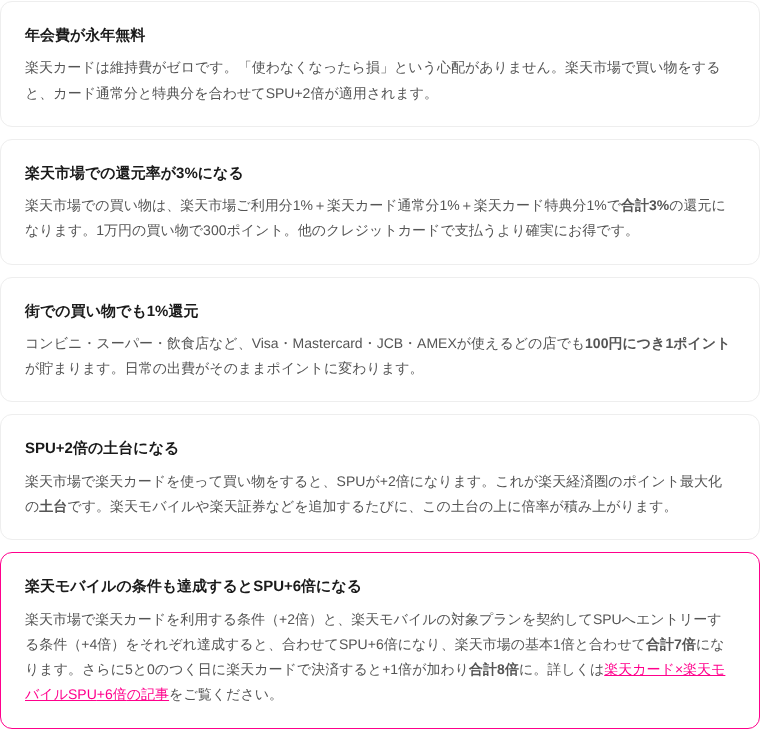 年会費が永年無料
楽天カードは維持費がゼロです。「使わなくなったら損」という心配がありません。楽天市場で買い物をする
と、カード通常分と特典分を合わせてSPU+2倍が適用されます。
楽天市場での還元率が3%になる
楽天市場での買い物は、楽天市場ご利用分1%＋楽天カード通常分1%＋楽天カード特典分1%で合計3%の還元に
なります。1万円の買い物で300ポイント。他のクレジットカードで支払うより確実にお得です。
街での買い物でも1%還元
コンビニ・スーパー・飲食店など、Visa・Mastercard・JCB・AMEXが使えるどの店でも100円につき1ポイント
が貯まります。日常の出費がそのままポイントに変わります。
SPU+2倍の土台になる
楽天市場で楽天カードを使って買い物をすると、SPUが+2倍になります。これが楽天経済圏のポイント最大化
の土台です。楽天モバイルや楽天証券などを追加するたびに、この土台の上に倍率が積み上がります。
楽天モバイルの条件も達成するとSPU+6倍になる
楽天市場で楽天カードを利用する条件（+2倍）と、楽天モバイルの対象プランを契約してSPUへエントリーす
る条件（+4倍）をそれぞれ達成すると、合わせてSPU+6倍になり、楽天市場の基本1倍と合わせて合計7倍にな
ります。さらに5と0のつく日に楽天カードで決済すると+1倍が加わり合計8倍に。詳しくは楽天カード×楽天モ
バイルSPU+6倍の記事をご覧ください。